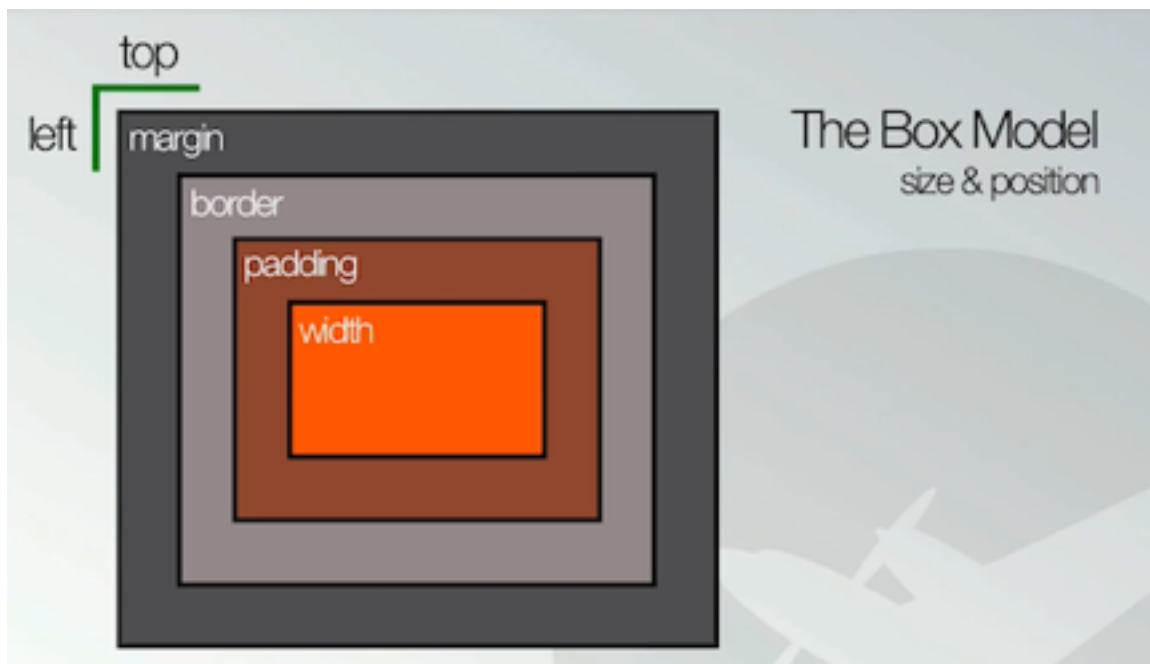 top
left
margin
border
padding
width
The Box Model
size & position